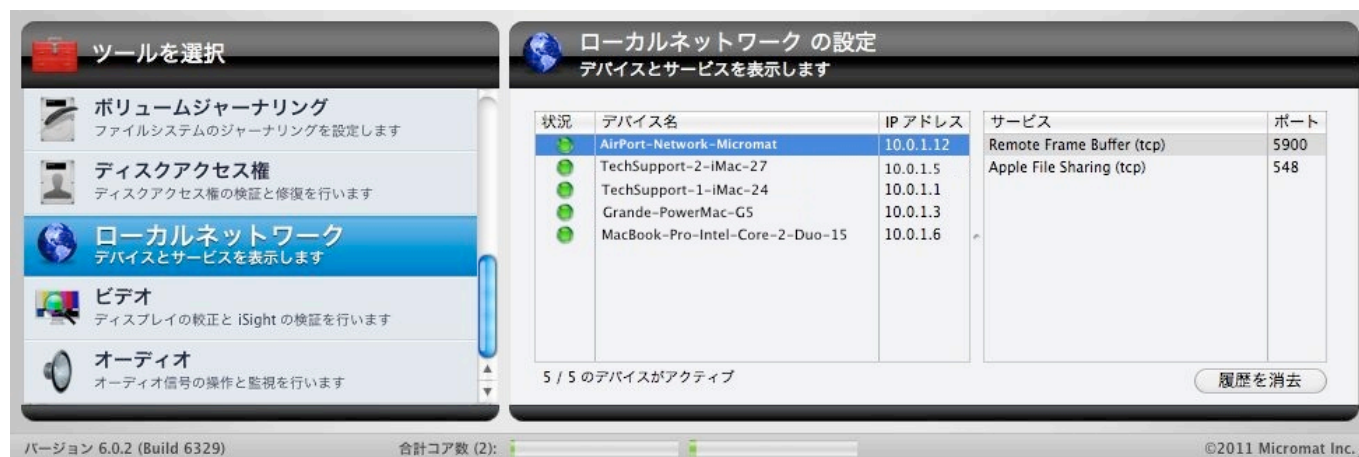 ツールを選択
ボリュームジャーナリング
ファイルシステムのジャーナリングを設定します
ディスクアクセス権
ディスクアクセス権の検証と修復を行います
ローカルネットワーク
デバイスとサービスを表示します
ビデオ
ディスプレイの較正と iSight の検証を行います
オーディオ
オーディオ信号の操作と監視を行います
ローカルネットワーク の設定
デバイスとサービスを表示します
状況 デバイス名 IP アドレス サービス ポート
AirPort-Network-Micromat 10.0.1.12 Remote Frame Buffer (tcp) 5900
TechSupport-2-iMac-27 10.0.1.5 Apple File Sharing (tcp) 548
TechSupport-1-iMac-24 10.0.1.1
Grande-PowerMac-G5 10.0.1.3
MacBook-Pro-Intel-Core-2-Duo-15 10.0.1.6
5 / 5 のデバイスがアクティブ
履歴を消去
バージョン 6.0.2 (Build 6329) 合計コア数 (2): ©2011 Micromat Inc.